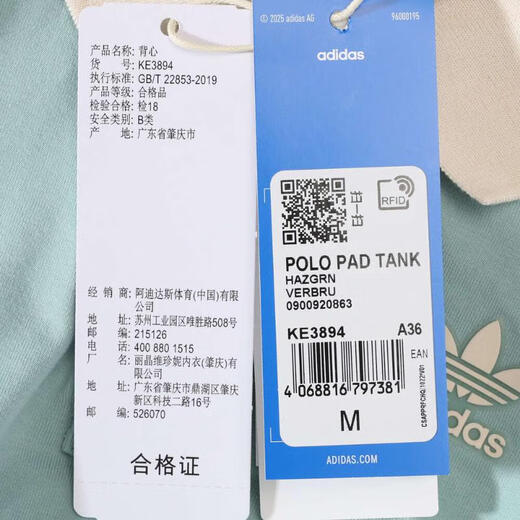 产品名称: 背心
货 号: KE3894
执行标准: GB/T 22853-2019
产品等级: 合格品
检验合格: 检18
安全类别: B类
产 地: 广东省肇庆市
经 销 商: 阿迪达斯体育(中国)有限
公司
地 址: 苏州工业园区唯胜路508号
邮 编: 215126
电 话: 400 880 1515
厂 名: 丽晶维珍妮内衣(肇庆)有
限公司
地 址: 广东省肇庆市鼎湖区肇庆
新区科技二路16号
邮 编: 526070
合格证
© 2025 adidas AG
96000195
adidas
RFID
POLO PAD TANK
HAZGRN
VERBRU
0900920863
KE3894 A36
EAN
4 068816 797381
M
ADIDAS.COM
adidas